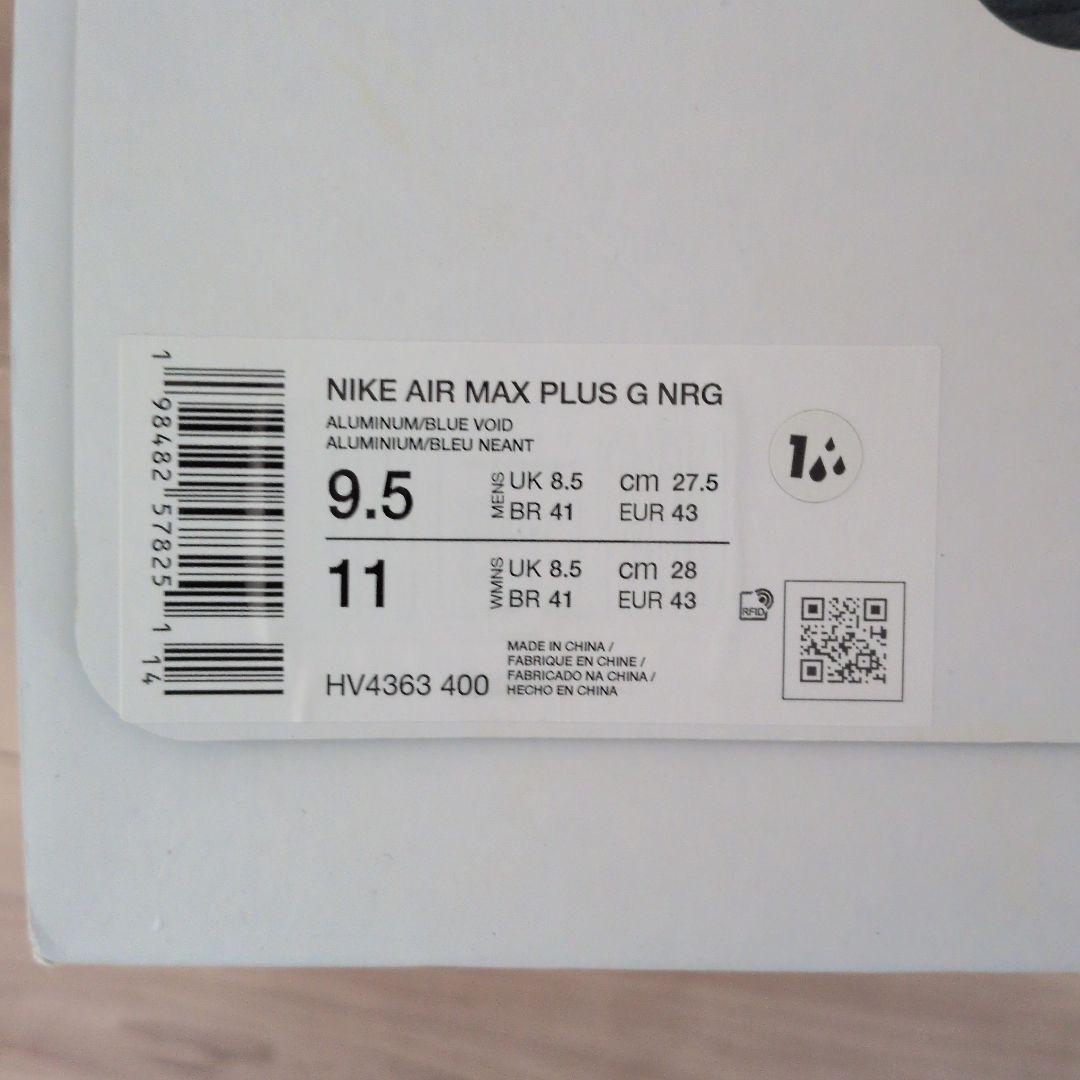 1 98482 57825 1 14
NIKE AIR MAX PLUS G NRG
ALUMINUM/BLUE VOID
ALUMINIUM/BLEU NEANT
9.5 MENS UK 8.5 cm 27.5
BR 41 EUR 43
11 WMNS UK 8.5 cm 28
BR 41 EUR 43
RFID
HV4363 400
MADE IN CHINA /
FABRIQUE EN CHINE /
FABRICADO NA CHINA /
HECHO EN CHINA
1